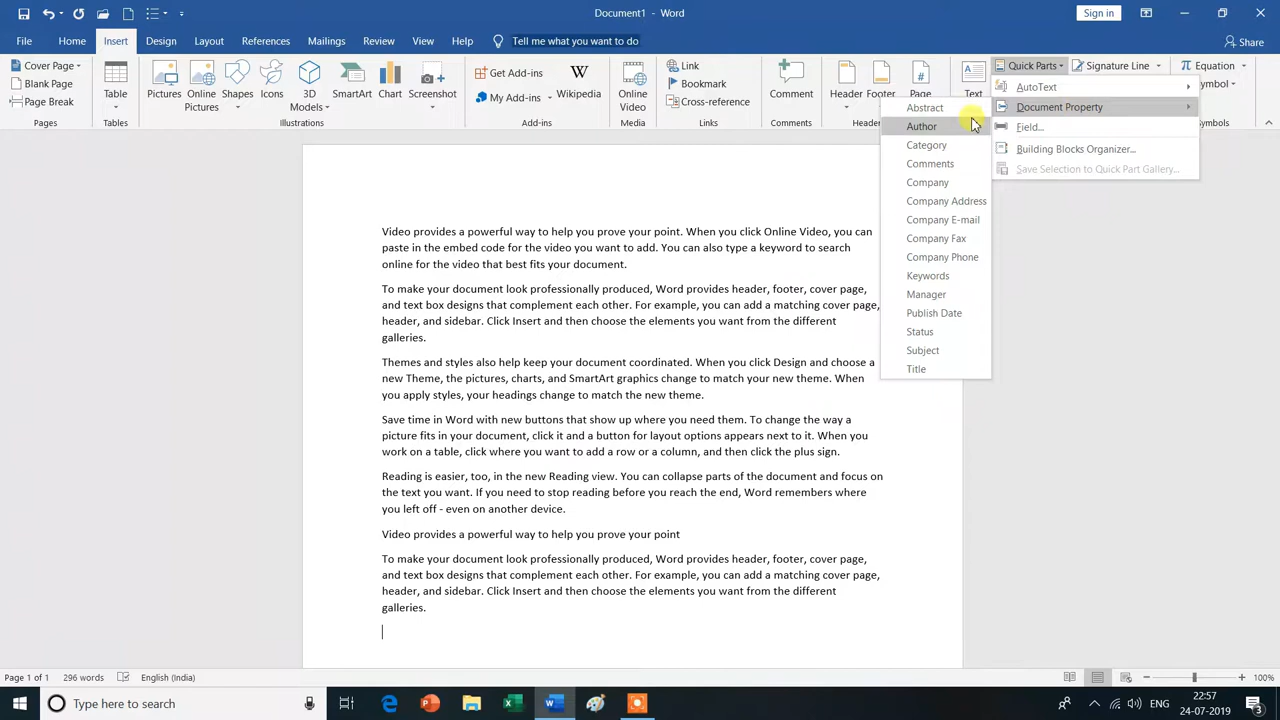 Document1 - Word
Sign in
File Home Insert Design Layout References Mailings Review View Help Tell me what you want to do Share
Cover Page
Blank Page
Page Break
Pages
Table
Tables
Pictures
Online Pictures
Shapes
Icons
3D Models
SmartArt
Chart
Screenshot
Illustrations
Get Add-ins
My Add-ins
Wikipedia
Add-ins
Online Video
Media
Link
Bookmark
Cross-reference
Links
Comment
Comments
Header Footer Page
Text
Quick Parts
Signature Line
Equation
AutoText
Document Property
Field...
Building Blocks Organizer...
Save Selection to Quick Part Gallery...
Abstract
Author
Category
Comments
Company
Company Address
Company E-mail
Company Fax
Company Phone
Keywords
Manager
Publish Date
Status
Subject
Title
Video provides a powerful way to help you prove your point. When you click Online Video, you can
paste in the embed code for the video you want to add. You can also type a keyword to search
online for the video that best fits your document.
To make your document look professionally produced, Word provides header, footer, cover page,
and text box designs that complement each other. For example, you can add a matching cover page,
header, and sidebar. Click Insert and then choose the elements you want from the different
galleries.
Themes and styles also help keep your document coordinated. When you click Design and choose a
new Theme, the pictures, charts, and SmartArt graphics change to match your new theme. When
you apply styles, your headings change to match the new theme.
Save time in Word with new buttons that show up where you need them. To change the way a
picture fits in your document, click it and a button for layout options appears next to it. When you
work on a table, click where you want to add a row or a column, and then click the plus sign.
Reading is easier, too, in the new Reading view. You can collapse parts of the document and focus on
the text you want. If you need to stop reading before you reach the end, Word remembers where
you left off - even on another device.
Video provides a powerful way to help you prove your point
To make your document look professionally produced, Word provides header, footer, cover page,
and text box designs that complement each other. For example, you can add a matching cover page,
header, and sidebar. Click Insert and then choose the elements you want from the different
galleries.
Page 1 of 1 296 words English (India) 100%
Type here to search
ENG
22:57
24-07-2019
3